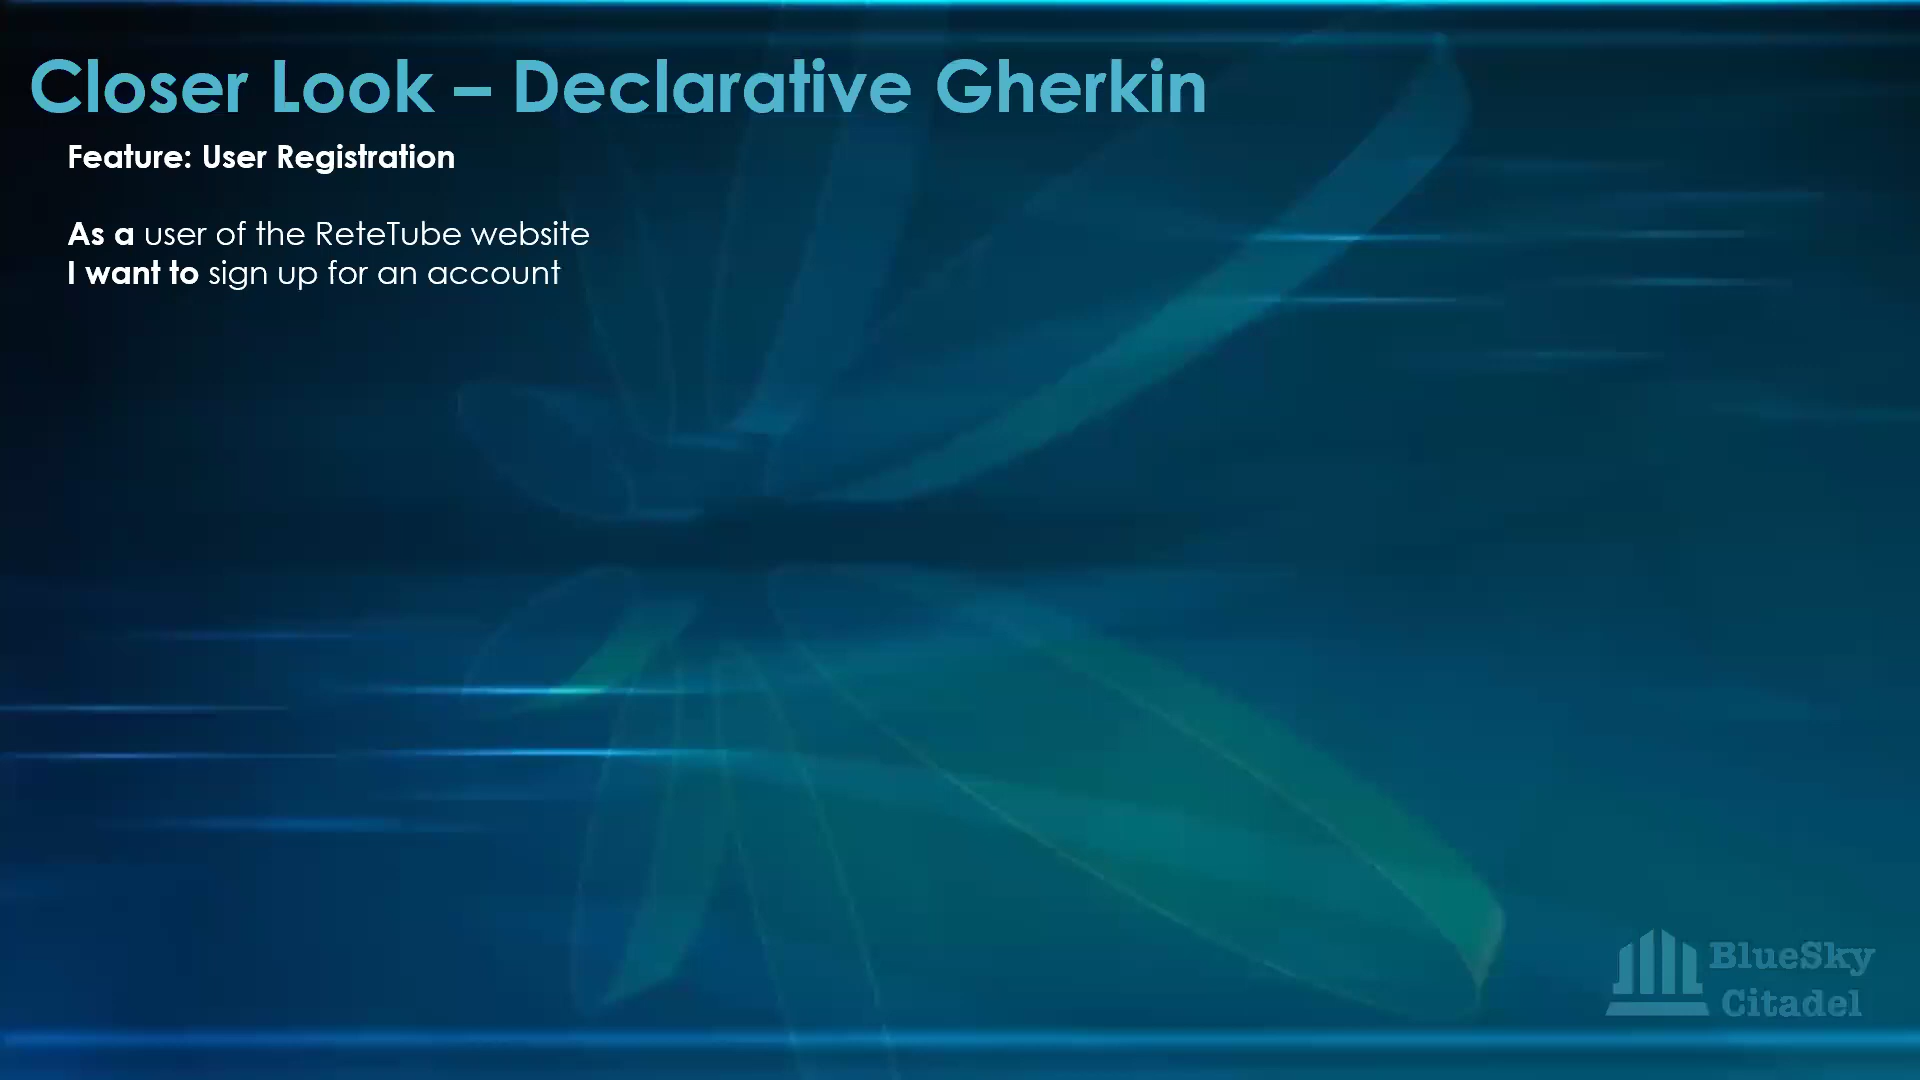 Closer Look – Declarative Gherkin
Feature: User Registration
As a user of the ReteTube website
I want to sign up for an account
BlueSky
Citadel